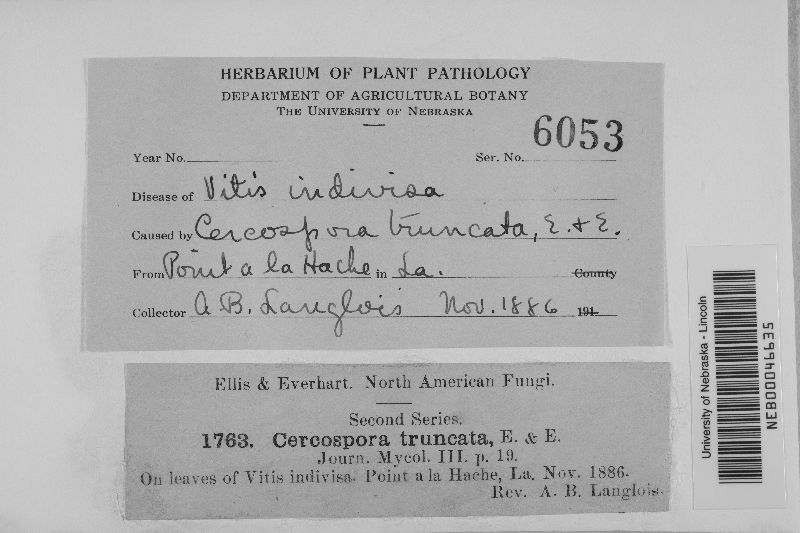 HERBARIUM OF PLANT PATHOLOGY
DEPARTMENT OF AGRICULTURAL BOTANY
THE UNIVERSITY OF NEBRASKA
6053
Year No. Ser. No.
Disease of Vitis indivisa
Caused by Cercospora truncata, E. & E.
From Point a la Hache in La. County
Collector A B. Langlois Nov. 1886 191
Ellis & Everhart. North American Fungi.
Second Series.
1763. Cercospora truncata, E. & E.
Journ. Mycol. III. p. 19.
On leaves of Vitis indivisa. Point a la Hache, La. Nov. 1886.
Rev. A. B. Langlois.
University of Nebraska - Lincoln
NEB00046635